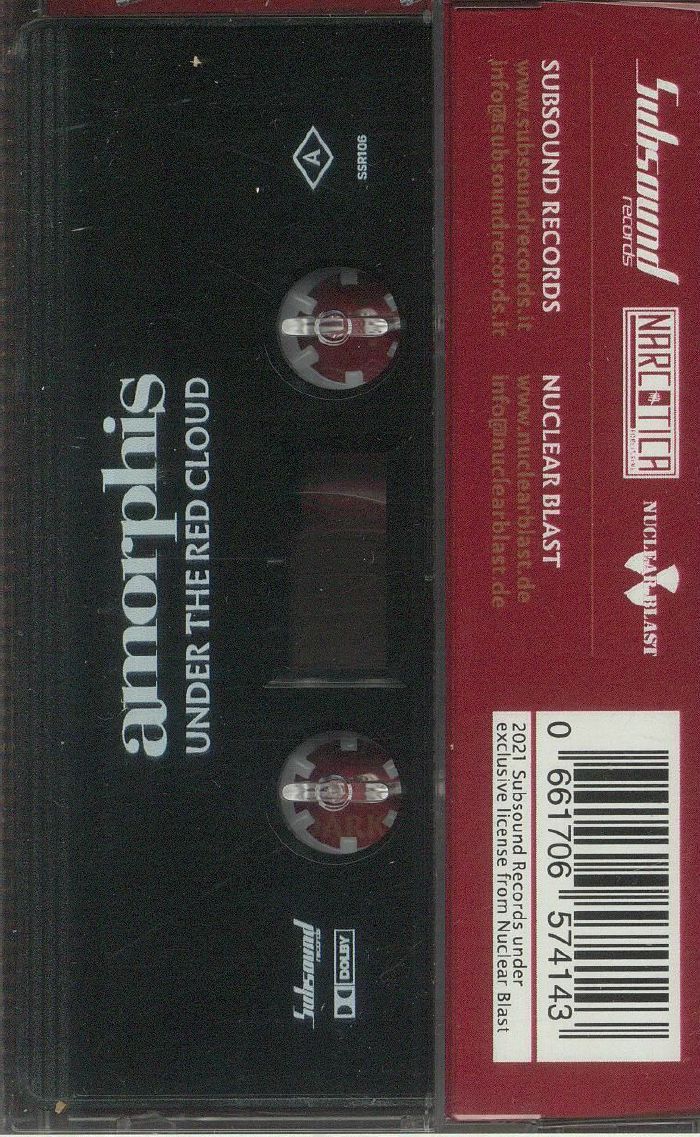 Subsound
records
NARCOTICA
NUCLEAR BLAST
SUBSOUND RECORDS
www.subsoundrecords.it
info@subsoundrecords.it
NUCLEAR BLAST
www.nuclearblast.de
info@nuclearblast.de
0 661706 574143
2021 Subsound Records under
exclusive license from Nuclear Blast
A
SSR106
amorphis
UNDER THE RED CLOUD
DOLBY
Subsound
records
ARK